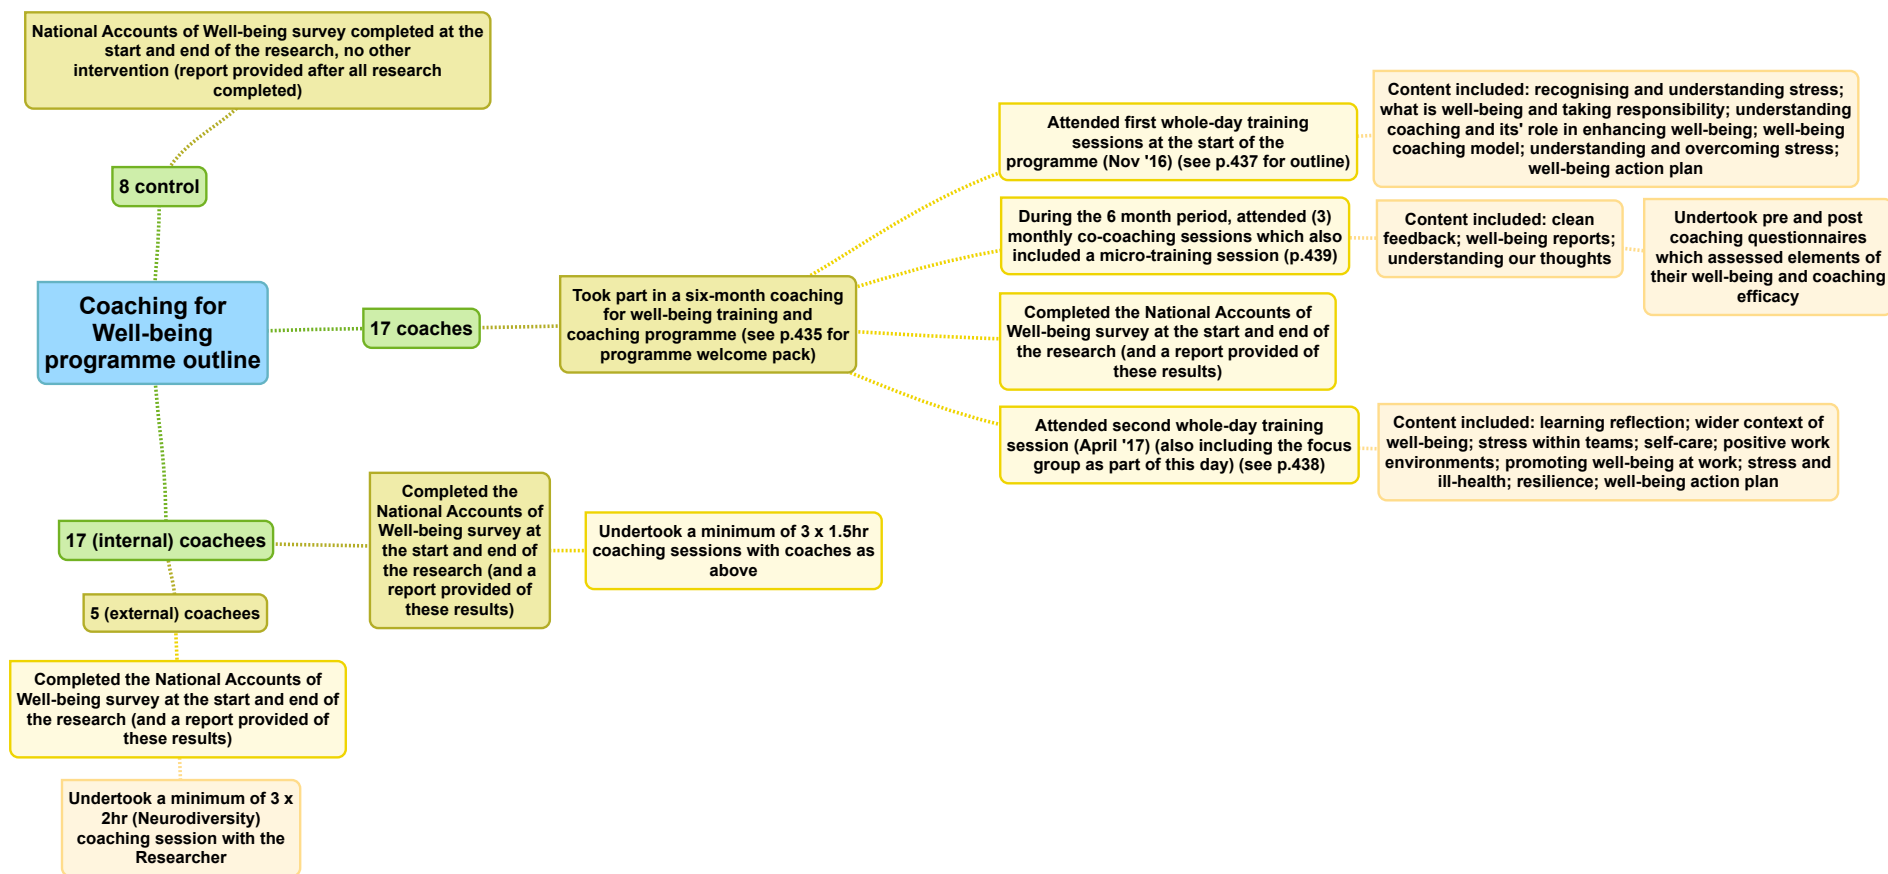 National Accounts of Well-being survey completed at the
start and end of the research, no other
intervention (report provided after all research
completed)
8 control
Coaching for
Well-being
programme outline
17 coaches
Took part in a six-month coaching
for well-being training and
coaching programme (see p.435 for
programme welcome pack)
Attended first whole-day training
sessions at the start of the
programme (Nov '16) (see p.437 for outline)
Content included: recognising and understanding stress;
what is well-being and taking responsibility; understanding
coaching and its' role in enhancing well-being; well-being
coaching model; understanding and overcoming stress;
well-being action plan
During the 6 month period, attended (3)
monthly co-coaching sessions which also
included a micro-training session (p.439)
Content included: clean
feedback; well-being reports;
understanding our thoughts
Undertook pre and post
coaching questionnaires
which assessed elements of
their well-being and coaching
efficacy
Completed the National Accounts of
Well-being survey at the start and end of
the research (and a report provided of
these results)
Attended second whole-day training
session (April '17) (also including the focus
group as part of this day) (see p.438)
Content included: learning reflection; wider context of
well-being; stress within teams; self-care; positive work
environments; promoting well-being at work; stress and
ill-health; resilience; well-being action plan
17 (internal) coachees
Completed the
National Accounts of
Well-being survey at
the start and end of
the research (and a
report provided of
these results)
Undertook a minimum of 3 x 1.5hr
coaching sessions with coaches as
above
5 (external) coachees
Completed the National Accounts of
Well-being survey at the start and end of
the research (and a report provided of
these results)
Undertook a minimum of 3 x
2hr (Neurodiversity)
coaching session with the
Researcher